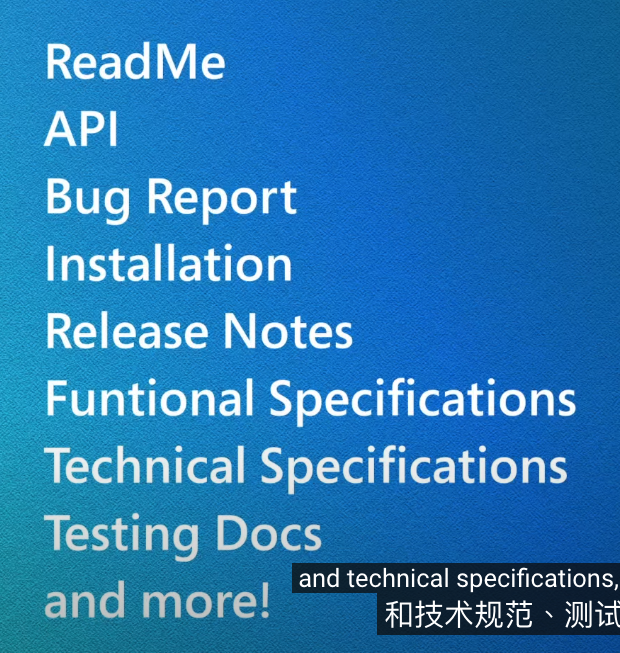 ReadMe
API
Bug Report
Installation
Release Notes
Funtional Specifications
Technical Specifications
Testing Docs
and more!
and technical specifications,
和技术规范、测试